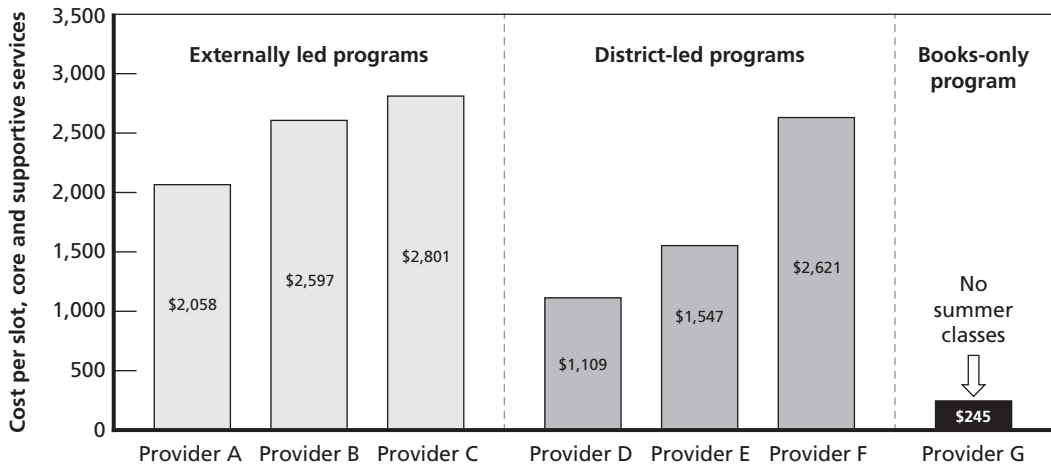 Cost per slot, core and supportive services
3,500
3,000
2,500
2,000
1,500
1,000
500
0
Externally led programs
District-led programs
Books-only
program
$2,058
$2,597
$2,801
$1,109
$1,547
$2,621
No
summer
classes
$245
Provider A Provider B Provider C Provider D Provider E Provider F Provider G